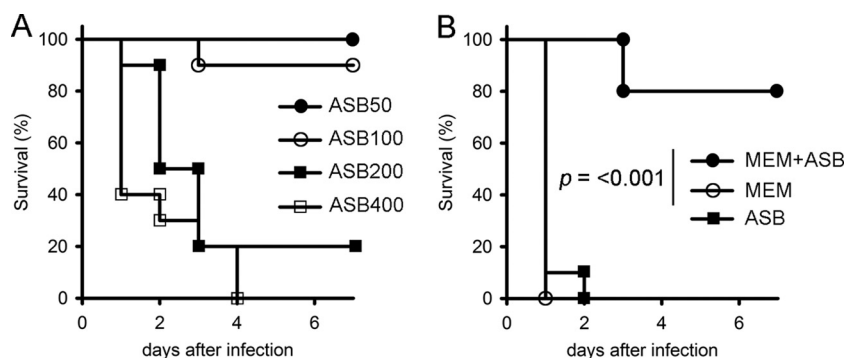 A
Survival (%)
100
80
60
40
20
0
0 2 4 6
days after infection
ASB50
ASB100
ASB200
ASB400
B
Survival (%)
100
80
60
40
20
0
0 2 4 6
days after infection
p = <0.001
MEM+ASB
MEM
ASB